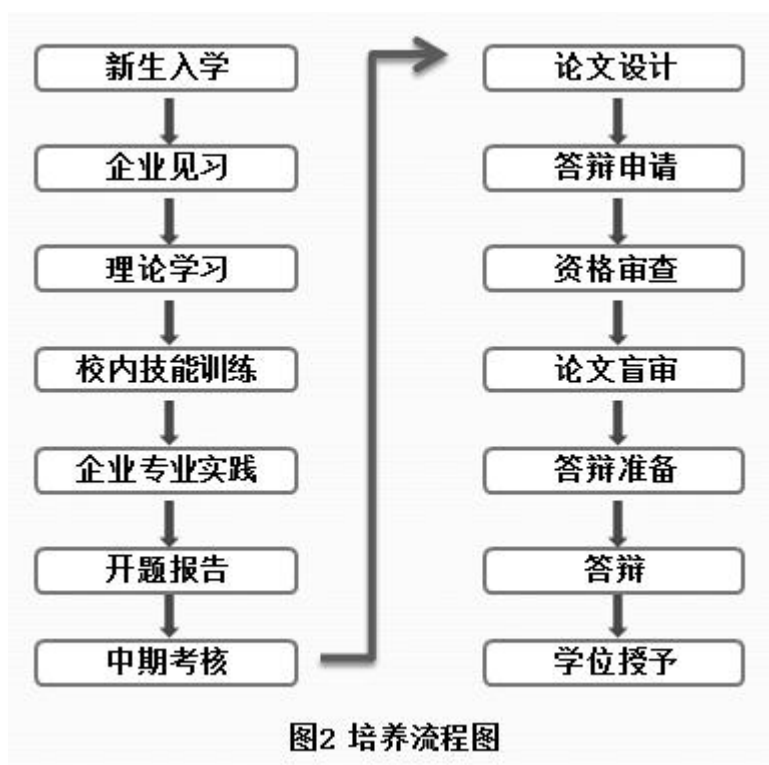 新生入学
企业见习
理论学习
校内技能训练
企业专业实践
开题报告
中期考核
论文设计
答辩申请
资格审查
论文盲审
答辩准备
答辩
学位授予
图2 培养流程图